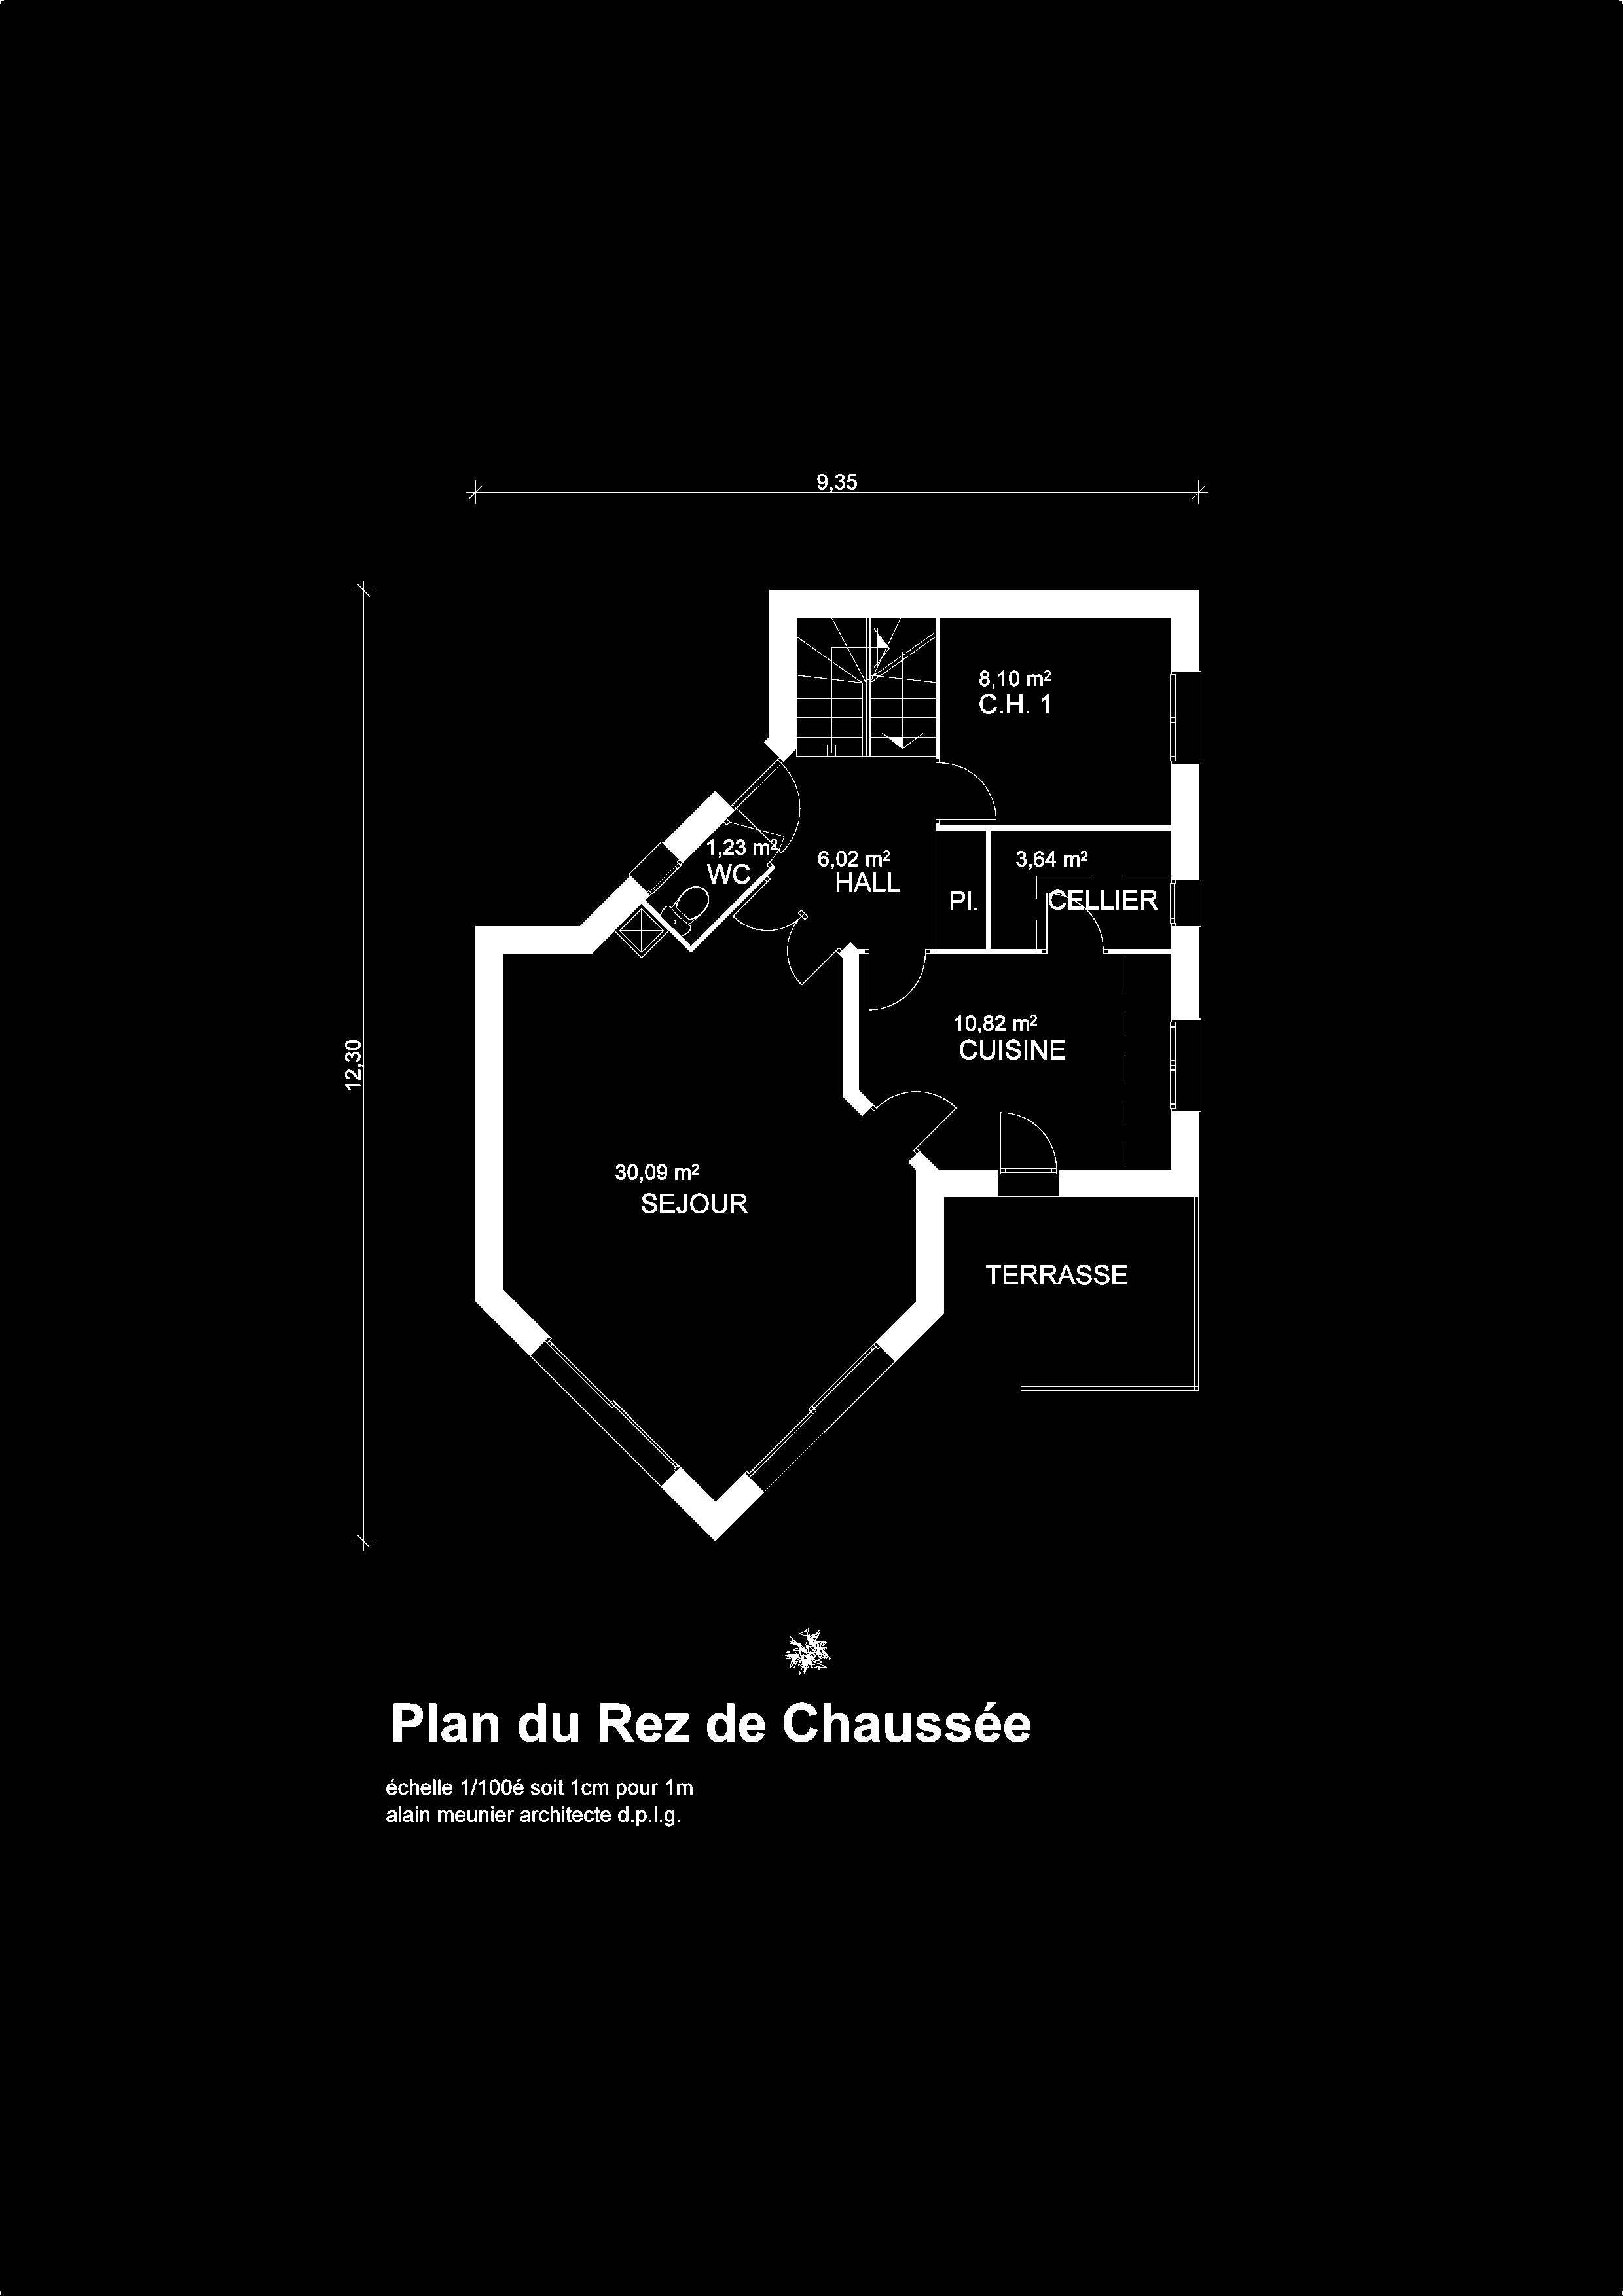 9,35
8,10 m²
C.H. 1
1,23 m²
WC
6,02 m²
HALL
Pl.
3,64 m²
CELLIER
10,82 m²
CUISINE
12,30
30,09 m²
SEJOUR
TERRASSE
Plan du Rez de Chaussée
échelle 1/100é soit 1cm pour 1m
alain meunier architecte d.p.l.g.